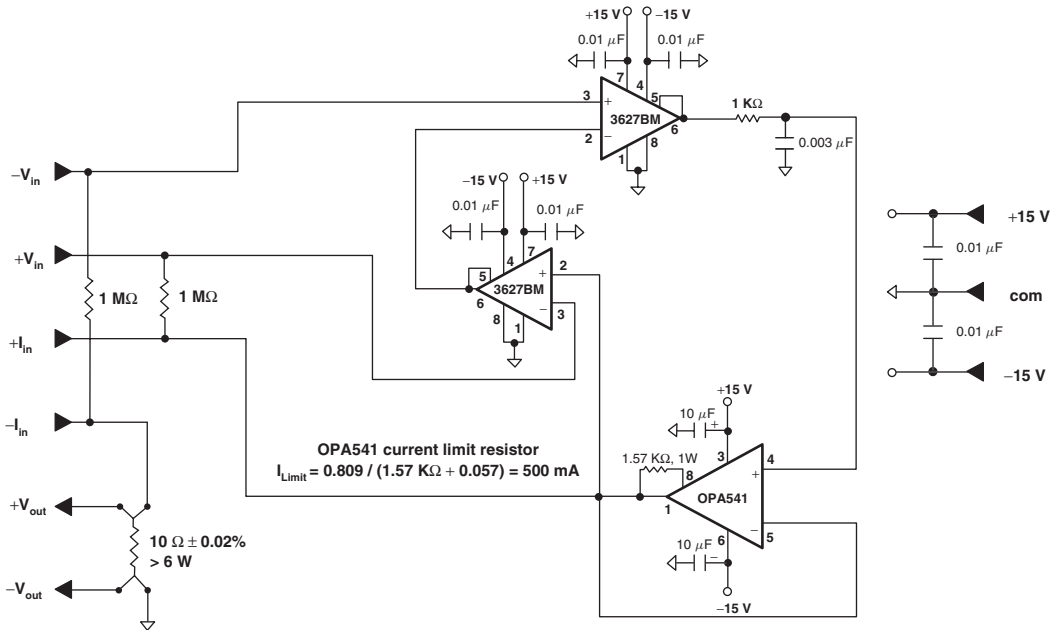 +15 V
−15 V
0.01 μF
0.01 μF
7
4
3
+
5
3627BM
6
2
−
1
8
1 KΩ
0.003 μF
−V_in
+V_in
1 MΩ
1 MΩ
+I_in
−I_in
−15 V
+15 V
0.01 μF
0.01 μF
4
7
5
+
2
3627BM
6
−
3
8
1
+15 V
0.01 μF
com
0.01 μF
−15 V
OPA541 current limit resistor
I_Limit = 0.809 / (1.57 KΩ + 0.057) = 500 mA
+15 V
10 μF
+
3
1.57 KΩ, 1W
8
4
+
OPA541
1
−
5
6
10 μF
−
−15 V
+V_out
10 Ω ± 0.02%
> 6 W
−V_out